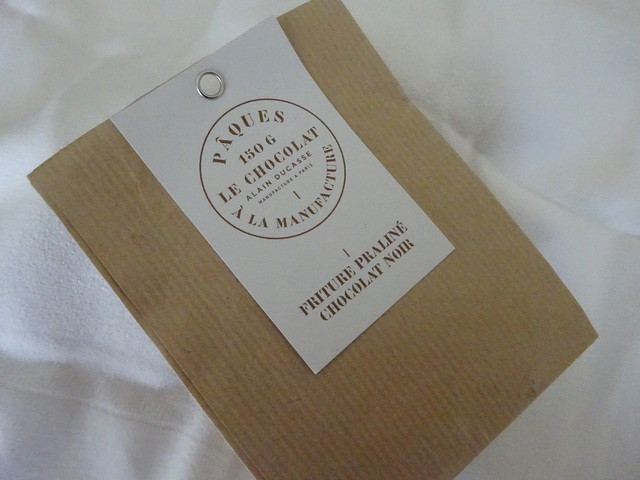 PÂQUES
150 G
LE CHOCOLAT
ALAIN DUCASSE
MANUFACTURE À PARIS
À LA MANUFACTURE
FRITURE PRALINÉ
CHOCOLAT NOIR